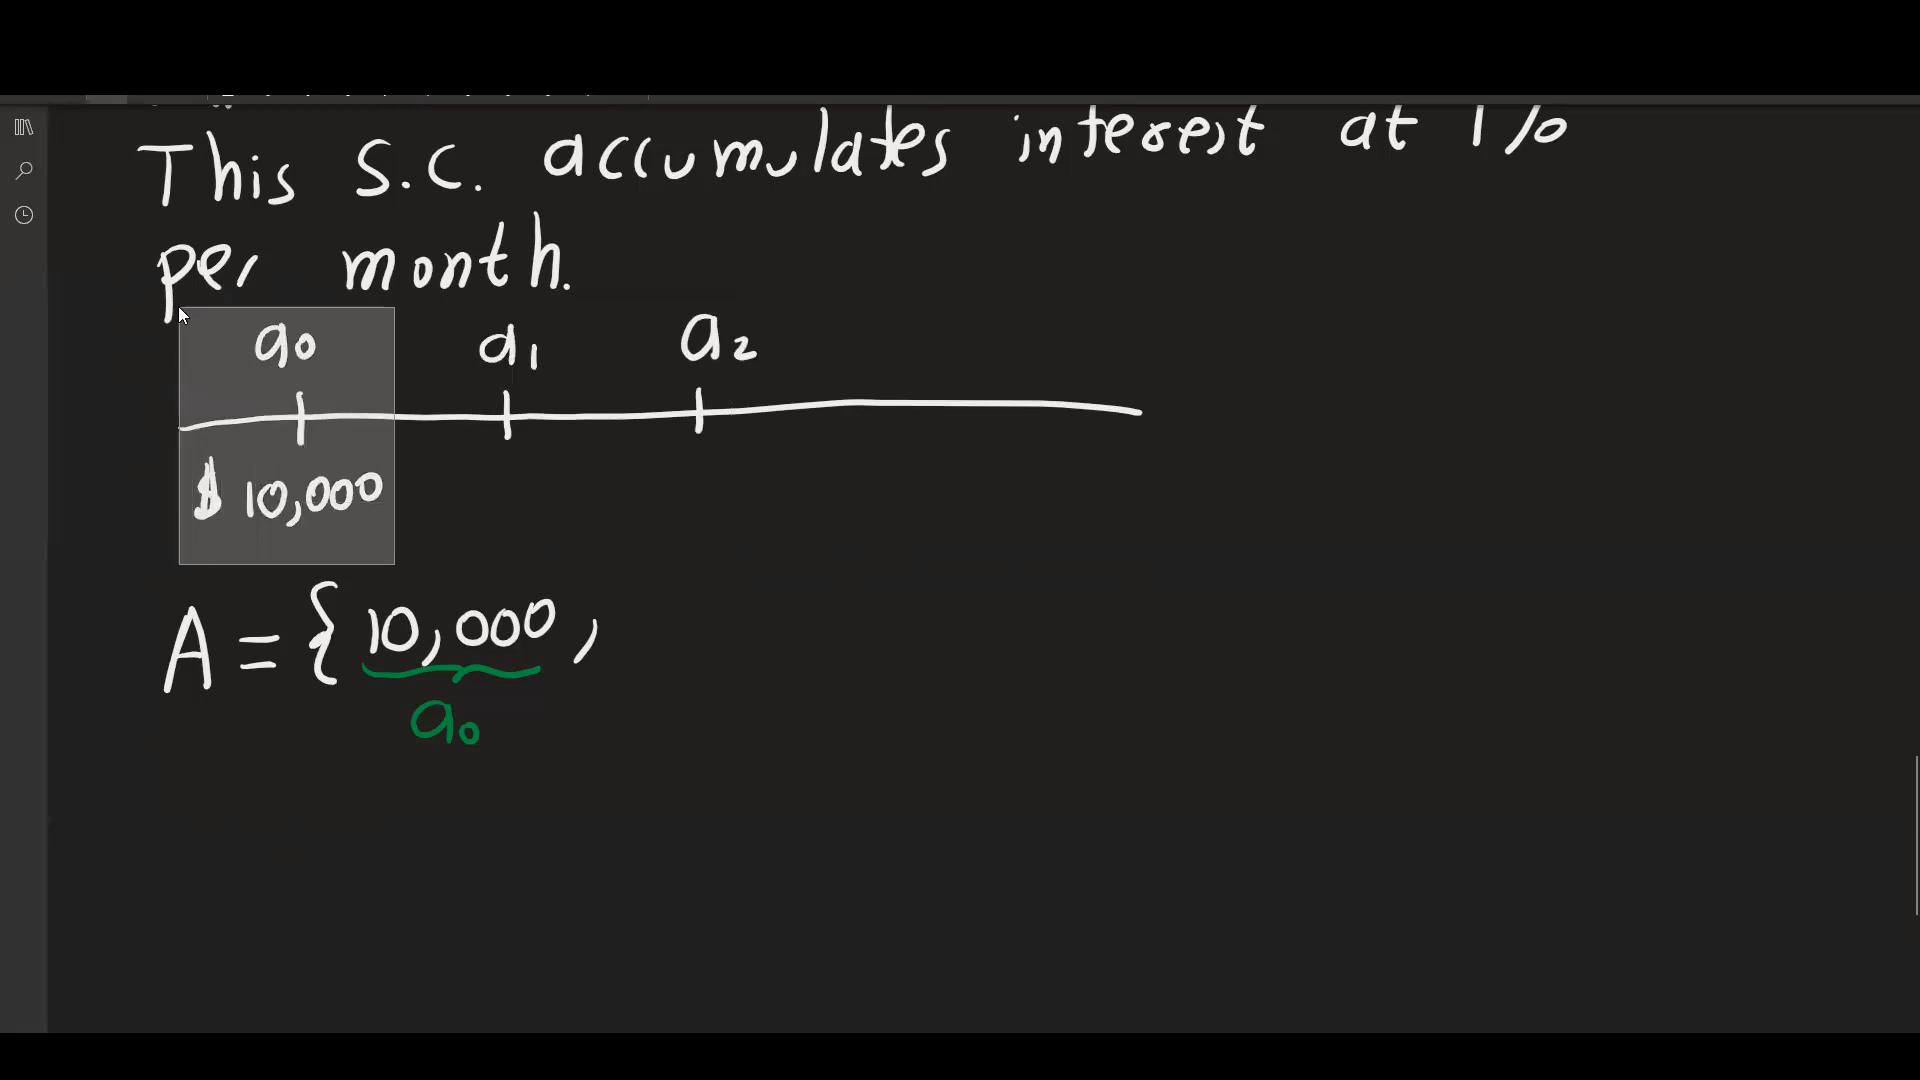 This S.C. accumulates interest at 1%
per month.
a0 a1 a2
$ 10,000
A = { 10,000 ,
a0